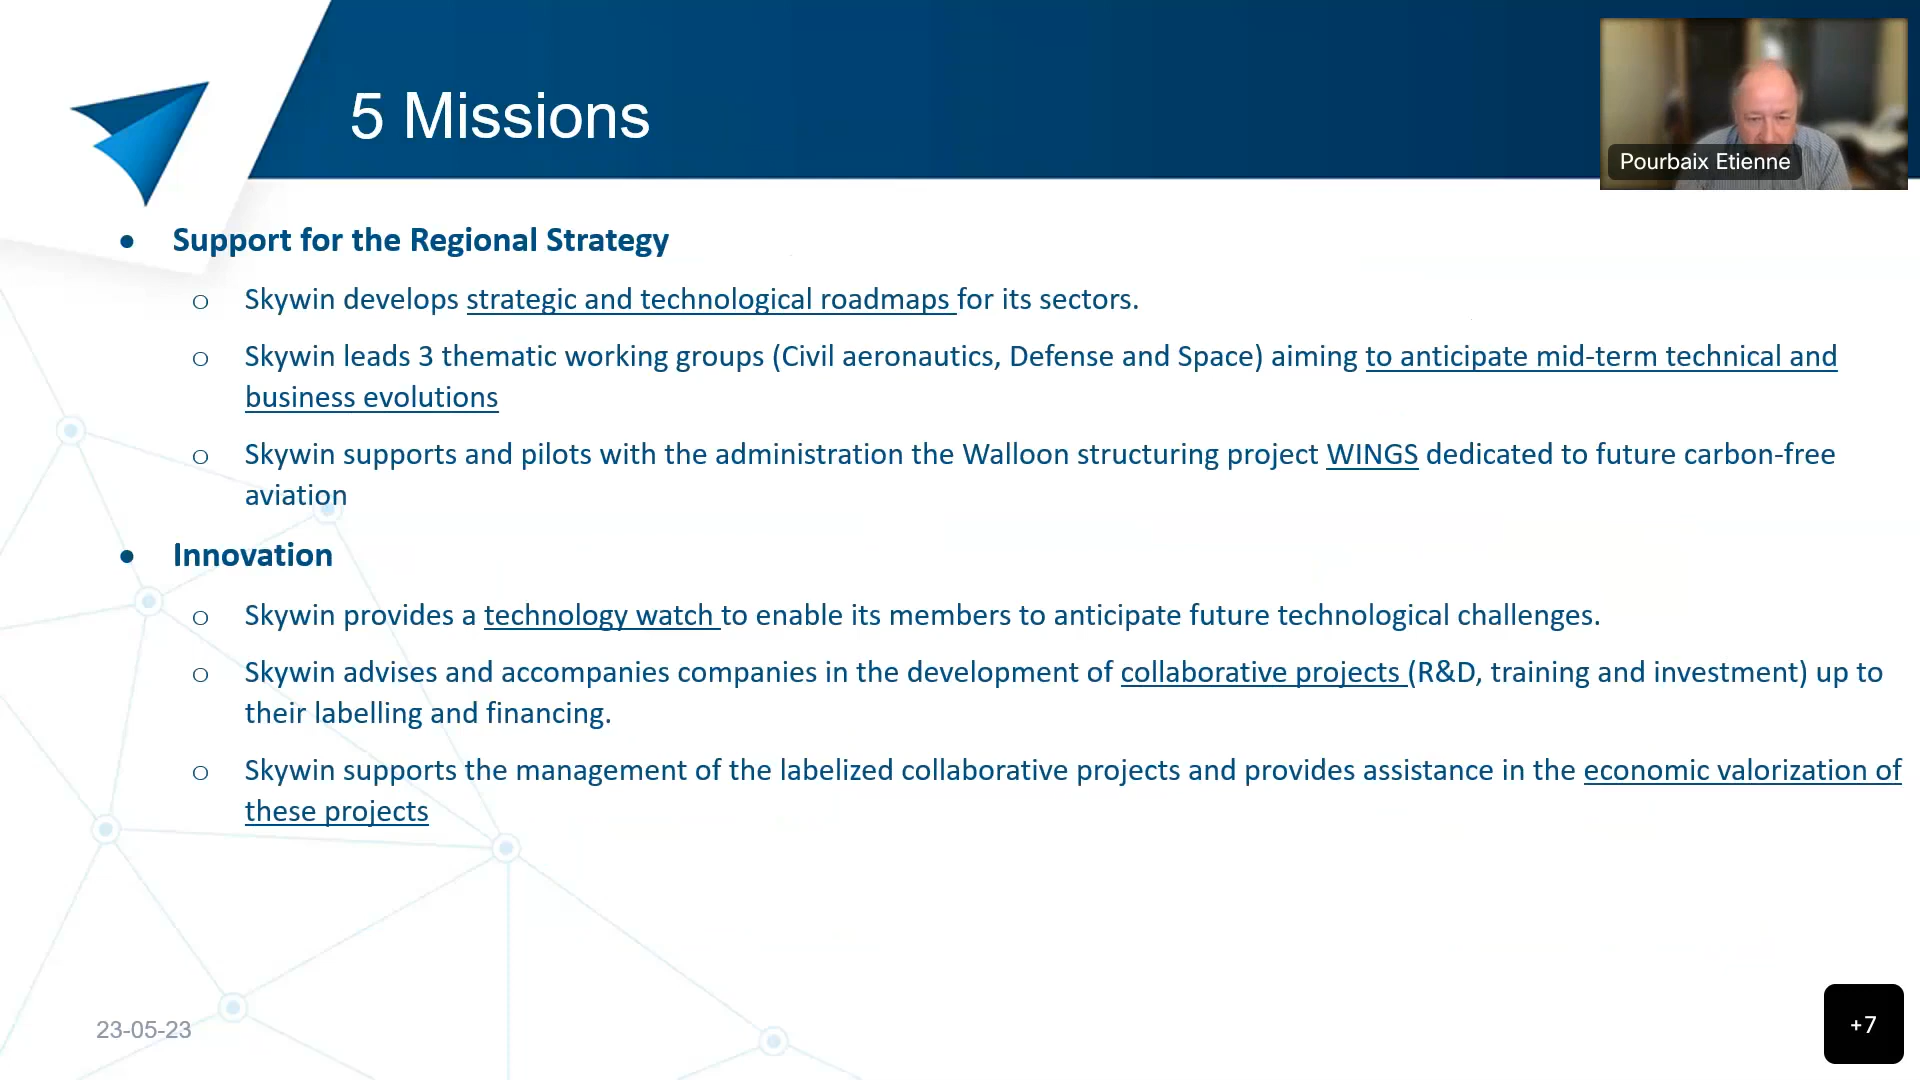 5 Missions
Pourbaix Etienne
• Support for the Regional Strategy
o Skywin develops strategic and technological roadmaps for its sectors.
o Skywin leads 3 thematic working groups (Civil aeronautics, Defense and Space) aiming to anticipate mid-term technical and
business evolutions
o Skywin supports and pilots with the administration the Walloon structuring project WINGS dedicated to future carbon-free
aviation
• Innovation
o Skywin provides a technology watch to enable its members to anticipate future technological challenges.
o Skywin advises and accompanies companies in the development of collaborative projects (R&D, training and investment) up to
their labelling and financing.
o Skywin supports the management of the labelized collaborative projects and provides assistance in the economic valorization of
these projects
23-05-23
+7